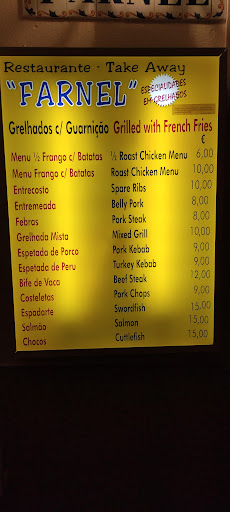 Restaurante - Take Away
"FARNEL"
ESPECIALIDADES
EM GRELHADOS
Grelhados c/ Guarnição Grilled with French Fries
€
Menu ½ Frango c/ Batatas ½ Roast Chicken Menu 6,00
Menu Frango c/ Batatas Roast Chicken Menu 10,00
Entrecosto Spare Ribs 10,00
Entremeada Belly Pork 8,00
Febras Pork Steak 8,00
Grelhada Mista Mixed Grill 10,00
Espetada de Porco Pork Kebab 9,00
Espetada de Peru Turkey Kebab 9,00
Bife de Vaca Beef Steak 12,00
Costeletas Pork Chops 9,00
Espadarte Swordfish 15,00
Salmão Salmon 15,00
Chocos Cuttlefish 15,00